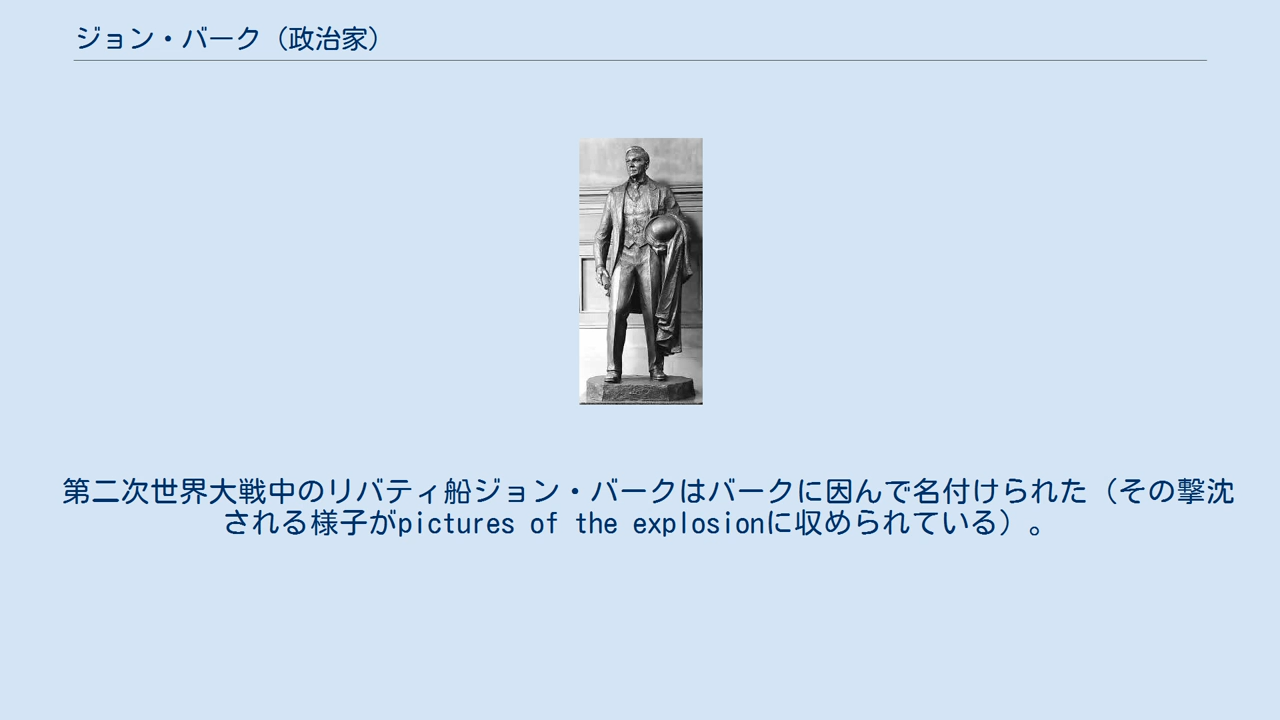 ジョン・バーク（政治家）
第二次世界大戦中のリバティ船ジョン・バークはバークに因んで名付けられた（その撃沈
される様子がpictures of the explosionに収められている）。